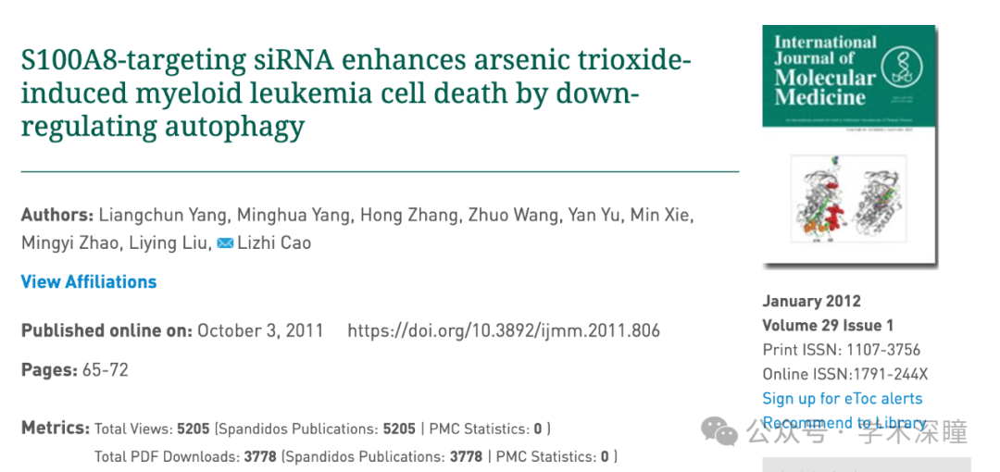 S100A8-targeting siRNA enhances arsenic trioxide-
induced myeloid leukemia cell death by down-
regulating autophagy
Authors: Liangchun Yang, Minghua Yang, Hong Zhang, Zhuo Wang, Yan Yu, Min Xie,
Mingyi Zhao, Liying Liu, Lizhi Cao
View Affiliations
Published online on: October 3, 2011 https://doi.org/10.3892/ijmm.2011.806
Pages: 65-72
Metrics: Total Views: 5205 (Spandidos Publications: 5205 | PMC Statistics: 0 )
Total PDF Downloads: 3778 (Spandidos Publications: 3778 | PMC Statistics: 0 )
International
Journal of
Molecular
Medicine
January 2012
Volume 29 Issue 1
Print ISSN: 1107-3756
Online ISSN:1791-244X
Sign up for eToc alerts
Recommend to Library
公众号 · 学术深瞳